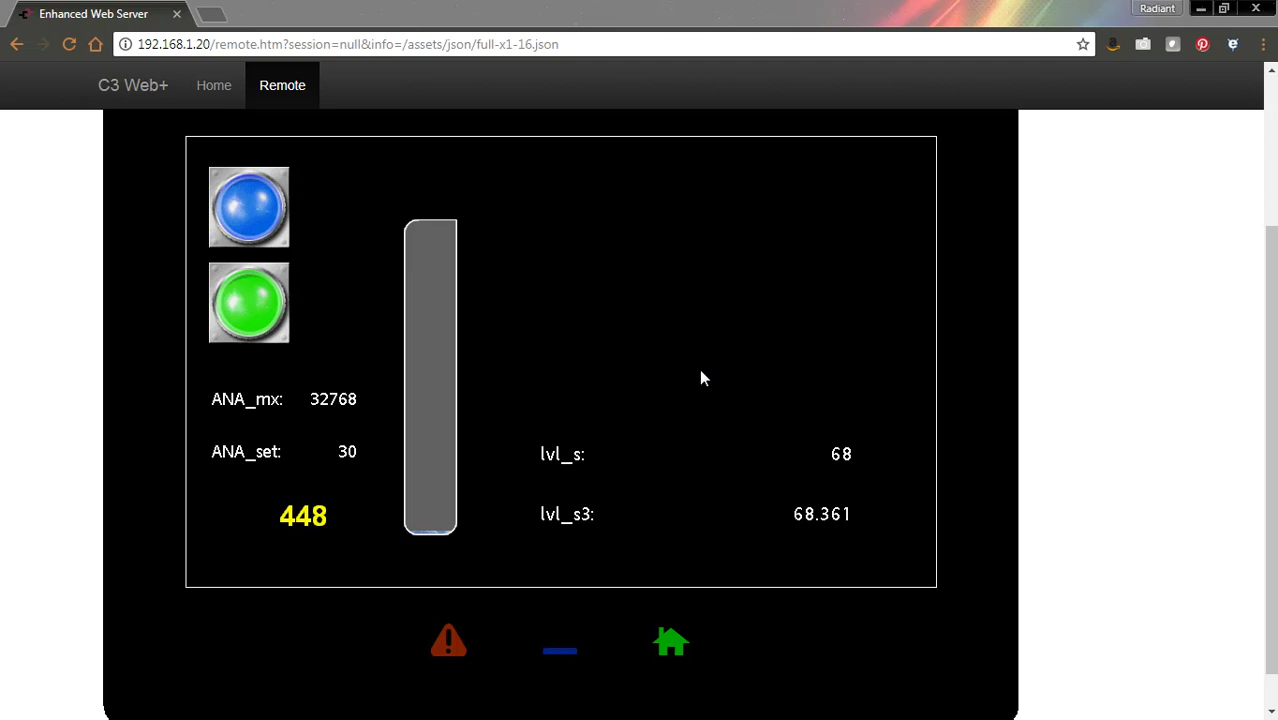 Enhanced Web Server
Radiant
192.168.1.20/remote.htm?session=null&info=/assets/json/full-x1-16.json
C3 Web+ Home Remote
ANA_mx: 32768
ANA_set: 30
448
lvl_s: 68
lvl_s3: 68.361